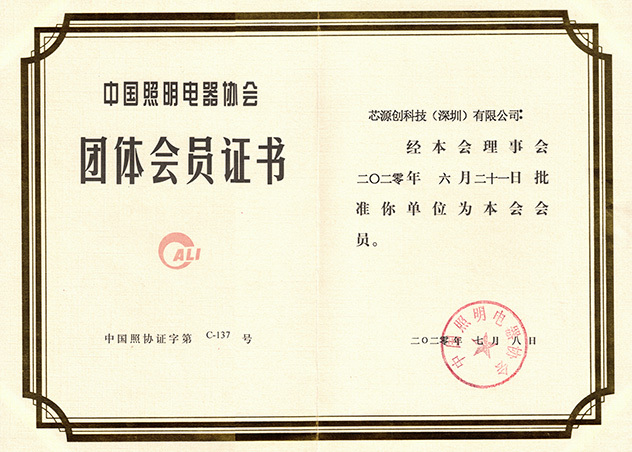 中国照明电器协会
团体会员证书
CALI
中国照协证字第 C-137 号
芯源创科技（深圳）有限公司：
经本会理事会
二〇二零年 六月二十一日批
准你单位为本会会
员。
二〇二零年 七月八日
中国照明电器协会